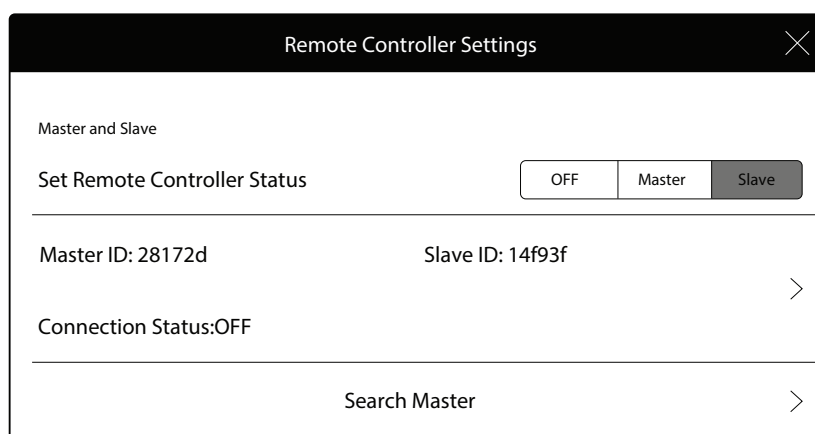 Remote Controller Settings
Master and Slave
Set Remote Controller Status OFF Master Slave
Master ID: 28172d Slave ID: 14f93f
Connection Status:OFF
Search Master